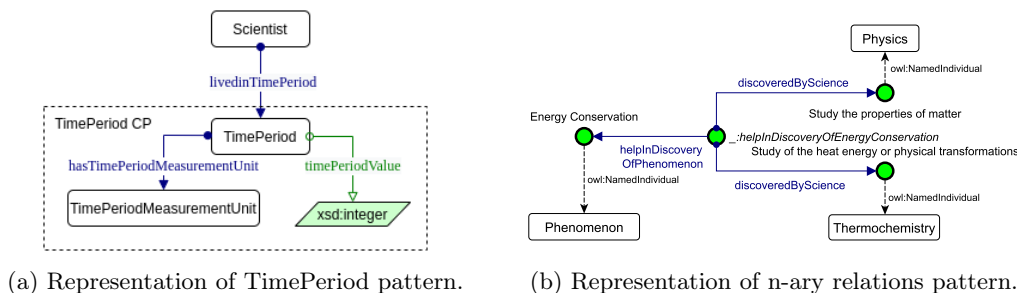 Scientist
livedinTimePeriod
TimePeriod CP
TimePeriod
hasTimePeriodMeasurementUnit
timePeriodValue
TimePeriodMeasurementUnit
xsd:integer
(a) Representation of TimePeriod pattern.
Physics
owl:NamedIndividual
discoveredByScience
Study the properties of matter
Energy Conservation
_:helpInDiscoveryOfEnergyConservation
helpInDiscovery
OfPhenomenon
Study of the heat energy or physical transformations
owl:NamedIndividual
discoveredByScience
owl:NamedIndividual
Phenomenon
Thermochemistry
(b) Representation of n-ary relations pattern.